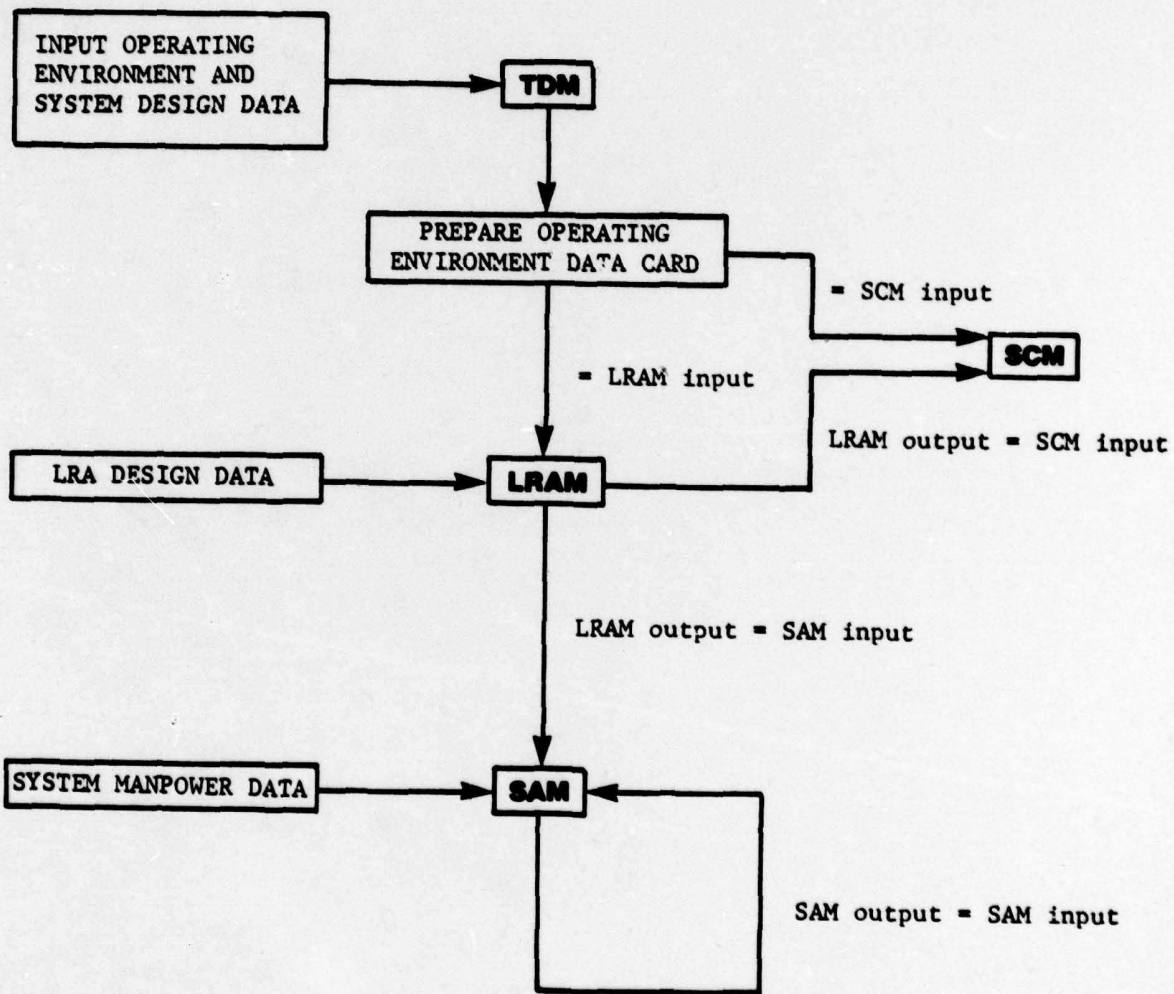 INPUT OPERATING
ENVIRONMENT AND
SYSTEM DESIGN DATA
TDM
PREPARE OPERATING
ENVIRONMENT DATA CARD
= SCM input
SCM
= LRAM input
LRAM output = SCM input
LRA DESIGN DATA
LRAM
LRAM output = SAM input
SYSTEM MANPOWER DATA
SAM
SAM output = SAM input